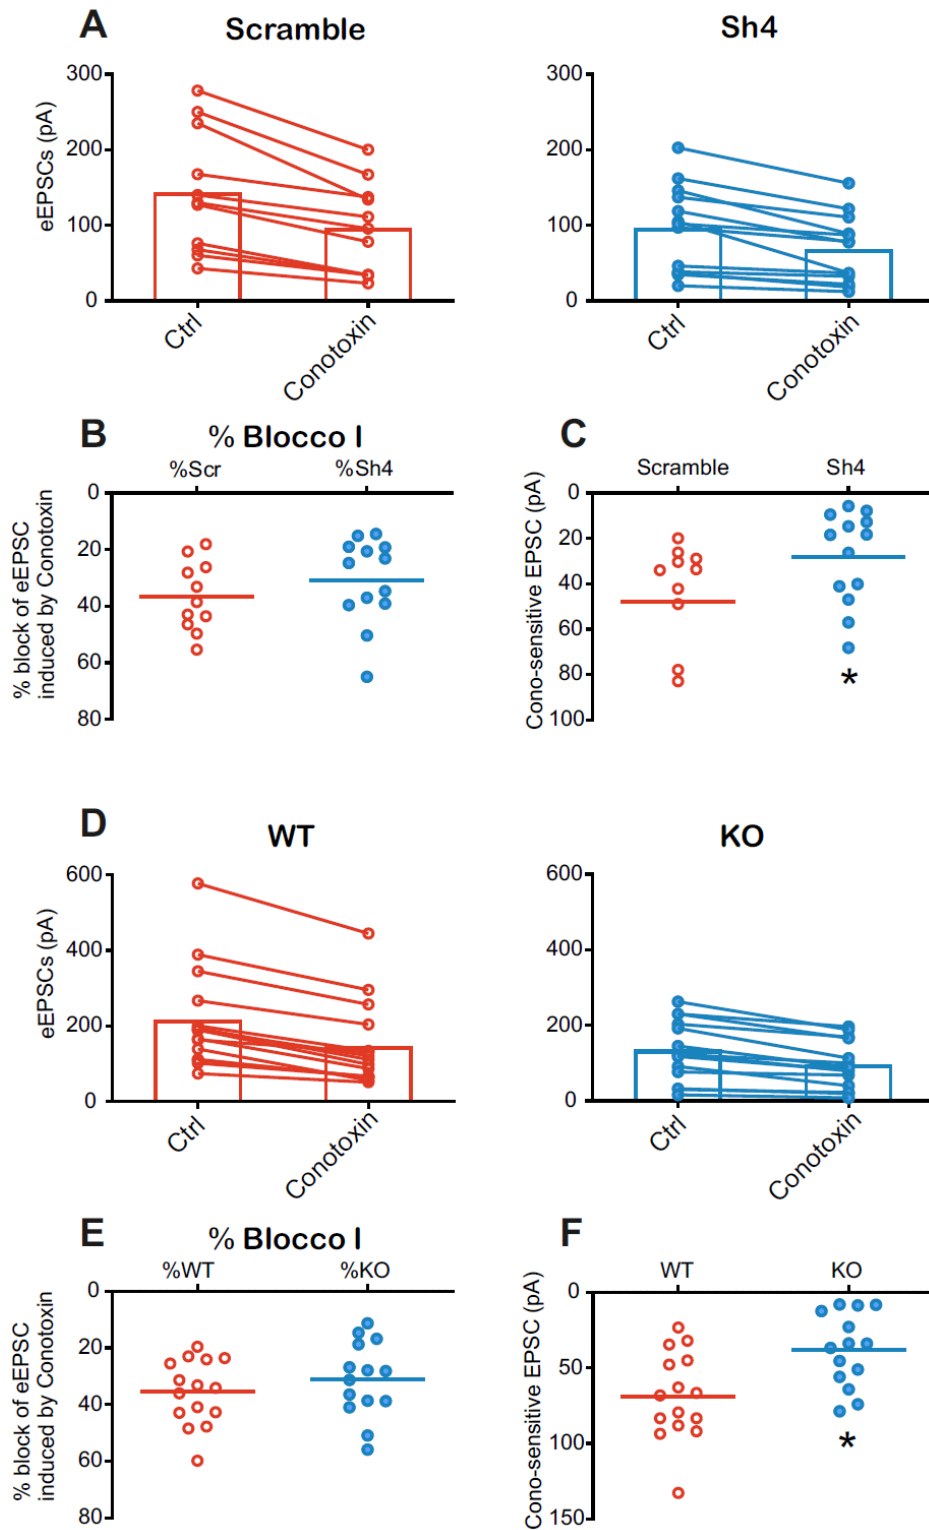 A
Scramble
Sh4
eEPSCs (pA)
300
200
100
0
Ctrl
Conotoxin
300
200
100
0
Ctrl
Conotoxin
B
% Blocco I
%Scr
%Sh4
% block of eEPSC
induced by Conotoxin
0
20
40
60
80
C
Scramble
Sh4
Cono-sensitive EPSC (pA)
0
20
40
60
80
100
*
D
WT
KO
eEPSCs (pA)
600
400
200
0
Ctrl
Conotoxin
600
400
200
0
Ctrl
Conotoxin
E
% Blocco I
%WT
%KO
% block of eEPSC
induced by Conotoxin
0
20
40
60
80
F
WT
KO
Cono-sensitive EPSC (pA)
0
50
100
150
*